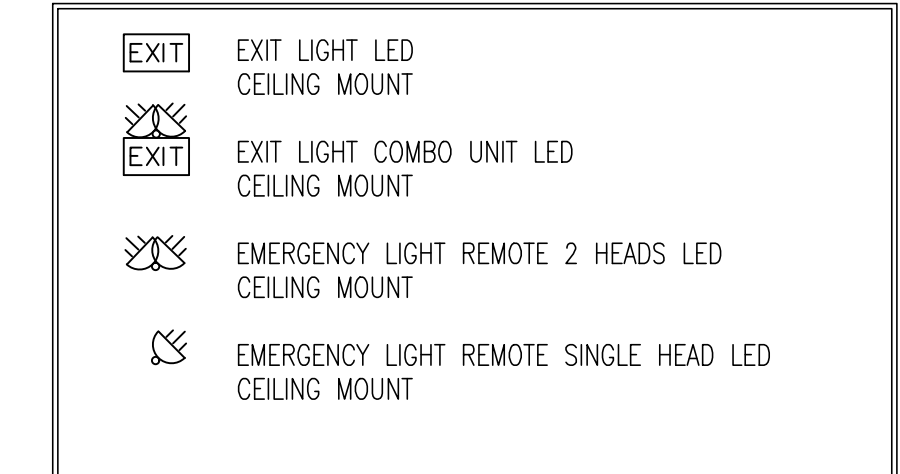 EXIT EXIT LIGHT LED
CEILING MOUNT
EXIT EXIT LIGHT COMBO UNIT LED
CEILING MOUNT
EMERGENCY LIGHT REMOTE 2 HEADS LED
CEILING MOUNT
EMERGENCY LIGHT REMOTE SINGLE HEAD LED
CEILING MOUNT